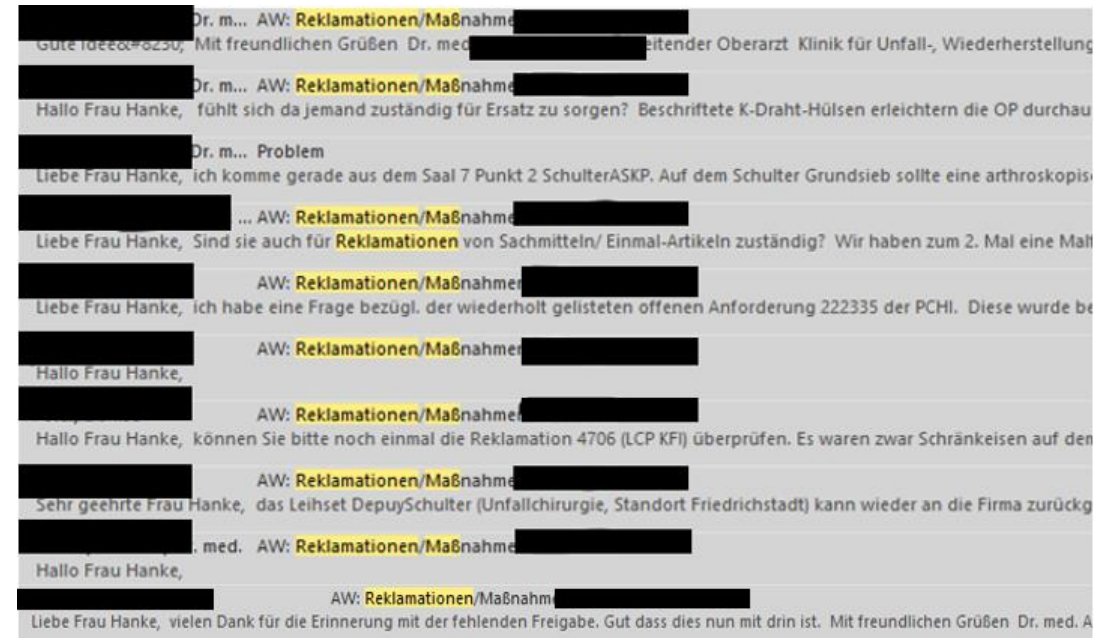 Dr. m... AW: Reklamationen/Maßnahme
Gute Idee&#8230; Mit freundlichen Grüßen Dr. med eitender Oberarzt Klinik für Unfall-, Wiederherstellung
Dr. m... AW: Reklamationen/Maßnahme
Hallo Frau Hanke, fühlt sich da jemand zuständig für Ersatz zu sorgen? Beschriftete K-Draht-Hülsen erleichtern die OP durchau
Dr. m... Problem
Liebe Frau Hanke, ich komme gerade aus dem Saal 7 Punkt 2 SchulterASKP. Auf dem Schulter Grundsieb sollte eine arthroskopis
... AW: Reklamationen/Maßnahme
Liebe Frau Hanke, Sind sie auch für Reklamationen von Sachmitteln/ Einmal-Artikeln zuständig? Wir haben zum 2. Mal eine Malt
AW: Reklamationen/Maßnahmen
Liebe Frau Hanke, ich habe eine Frage bezügl. der wiederholt gelisteten offenen Anforderung 222335 der PCHI. Diese wurde be
AW: Reklamationen/Maßnahmen
Hallo Frau Hanke,
AW: Reklamationen/Maßnahmen
Hallo Frau Hanke, können Sie bitte noch einmal die Reklamation 4706 (LCP KFI) überprüfen. Es waren zwar Schränkeisen auf dem
AW: Reklamationen/Maßnahme
Sehr geehrte Frau Hanke, das Leihset DepuySchulter (Unfallchirurgie, Standort Friedrichstadt) kann wieder an die Firma zurückg
. med. AW: Reklamationen/Maßnahme
Hallo Frau Hanke,
AW: Reklamationen/Maßnahm
Liebe Frau Hanke, vielen Dank für die Erinnerung mit der fehlenden Freigabe. Gut dass dies nun mit drin ist. Mit freundlichen Grüßen Dr. med. A